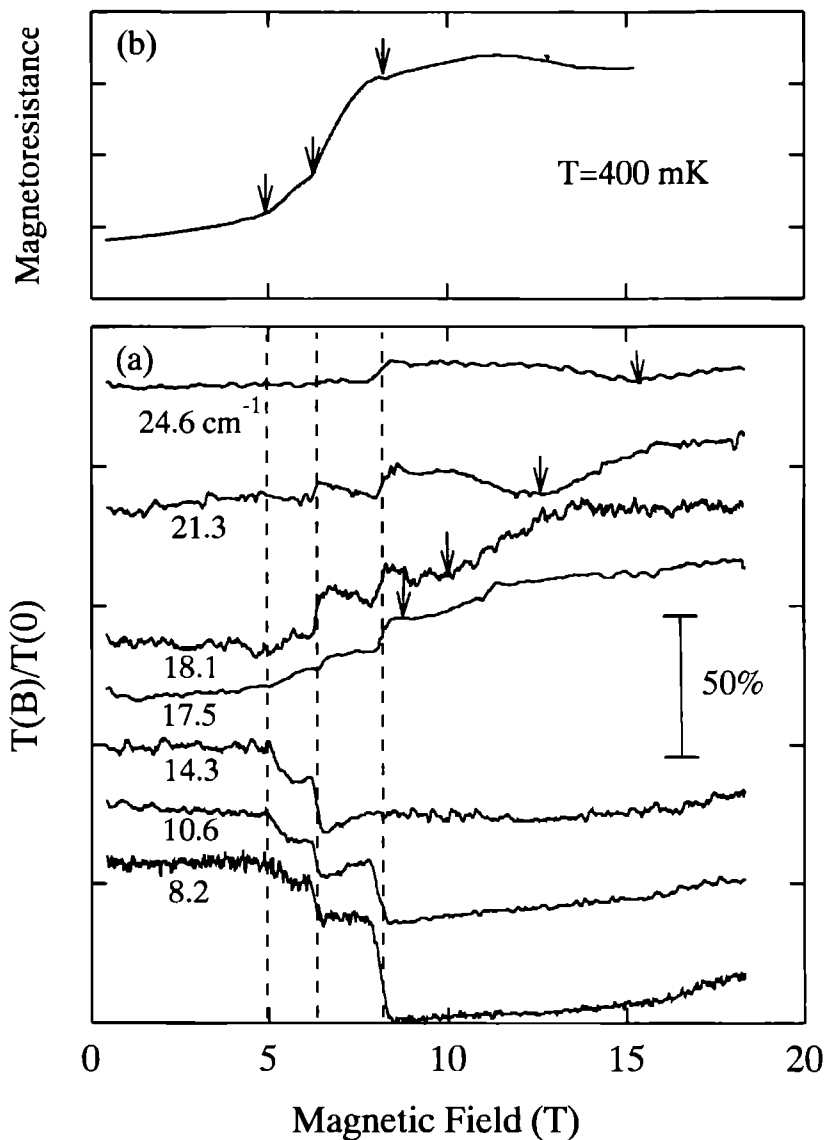 Magnetoresistance
(b)
T=400 mK
T(B)/T(0)
(a)
24.6 cm⁻¹
21.3
18.1
17.5
14.3
10.6
8.2
50%
0 5 10 15 20
Magnetic Field (T)